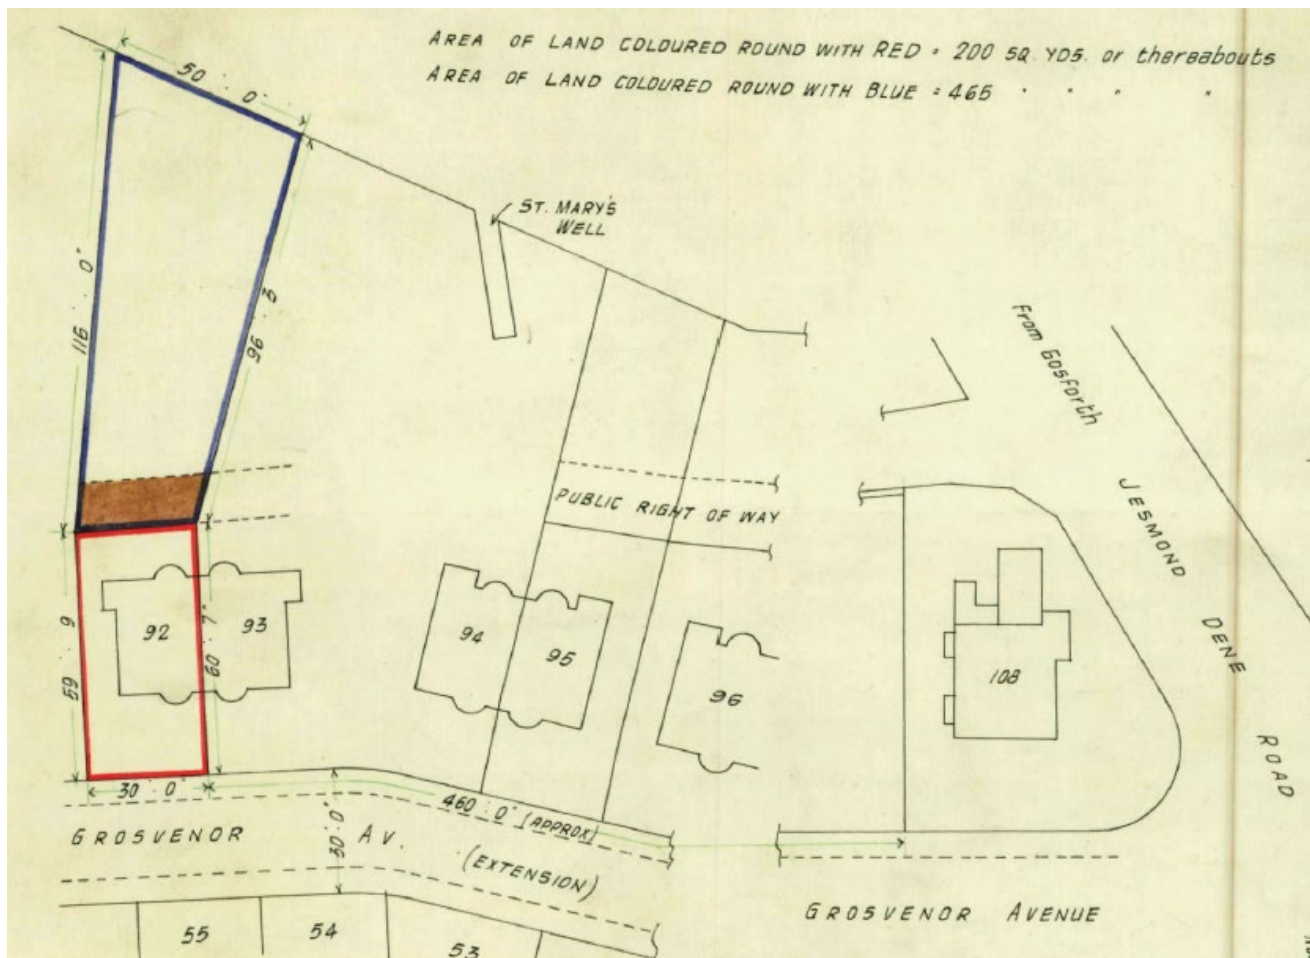 AREA OF LAND COLOURED ROUND WITH RED = 200 SQ. YDS. or thereabouts
AREA OF LAND COLOURED ROUND WITH BLUE = 465 " " " "
50 : 0"
ST. MARY'S
WELL
116 : 0"
96 : 3
from Gosforth
JESMOND DENE ROAD
PUBLIC RIGHT OF WAY
59 : 9
92
93
60 : 7"
94
95
96
108
30 : 0"
460 : 0" (APPROX)
GROSVENOR AV.
30 : 0"
(EXTENSION)
GROSVENOR AVENUE
55
54
53